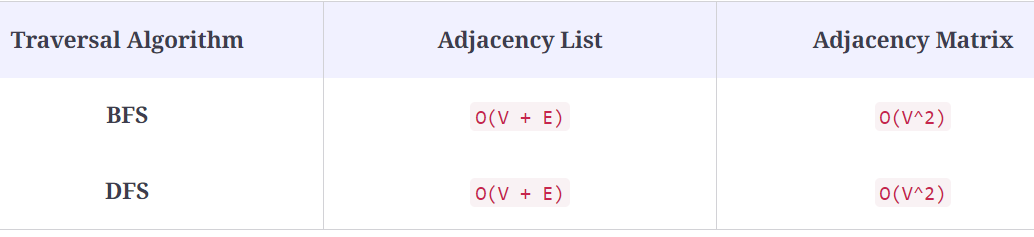 Traversal Algorithm Adjacency List Adjacency Matrix
BFS O(V + E) O(V^2)
DFS O(V + E) O(V^2)